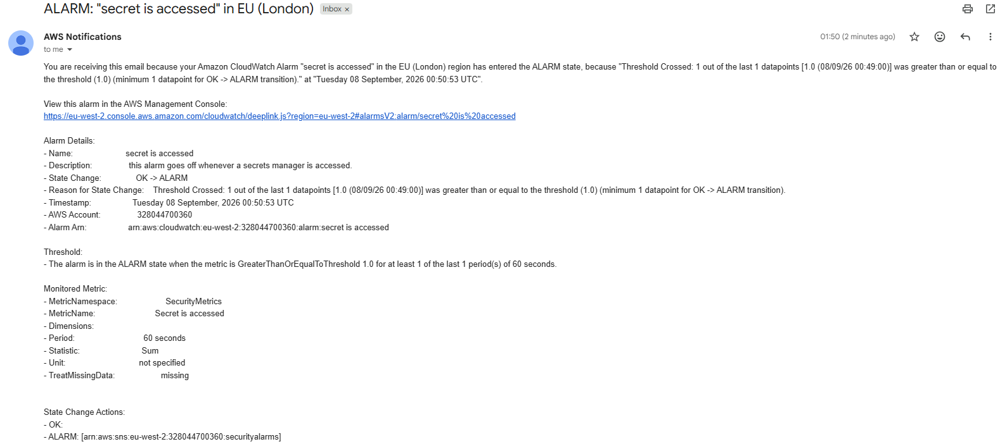 ALARM: "secret is accessed" in EU (London) Inbox ×
AWS Notifications 01:50 (2 minutes ago)
to me
You are receiving this email because your Amazon CloudWatch Alarm "secret is accessed" in the EU (London) region has entered the ALARM state, because "Threshold Crossed: 1 out of the last 1 datapoints [1.0 (08/09/26 00:49:00)] was greater than or equal to
the threshold (1.0) (minimum 1 datapoint for OK -> ALARM transition)." at "Tuesday 08 September, 2026 00:50:53 UTC".
View this alarm in the AWS Management Console:
https://eu-west-2.console.aws.amazon.com/cloudwatch/deeplink.js?region=eu-west-2#alarmsV2:alarm/secret%20is%20accessed
Alarm Details:
- Name: secret is accessed
- Description: this alarm goes off whenever a secrets manager is accessed.
- State Change: OK -> ALARM
- Reason for State Change: Threshold Crossed: 1 out of the last 1 datapoints [1.0 (08/09/26 00:49:00)] was greater than or equal to the threshold (1.0) (minimum 1 datapoint for OK -> ALARM transition).
- Timestamp: Tuesday 08 September, 2026 00:50:53 UTC
- AWS Account: 328044700360
- Alarm Arn: arn:aws:cloudwatch:eu-west-2:328044700360:alarm:secret is accessed
Threshold:
- The alarm is in the ALARM state when the metric is GreaterThanOrEqualToThreshold 1.0 for at least 1 of the last 1 period(s) of 60 seconds.
Monitored Metric:
- MetricNamespace: SecurityMetrics
- MetricName: Secret is accessed
- Dimensions:
- Period: 60 seconds
- Statistic: Sum
- Unit: not specified
- TreatMissingData: missing
State Change Actions:
- OK:
- ALARM: [arn:aws:sns:eu-west-2:328044700360:securityalarms]